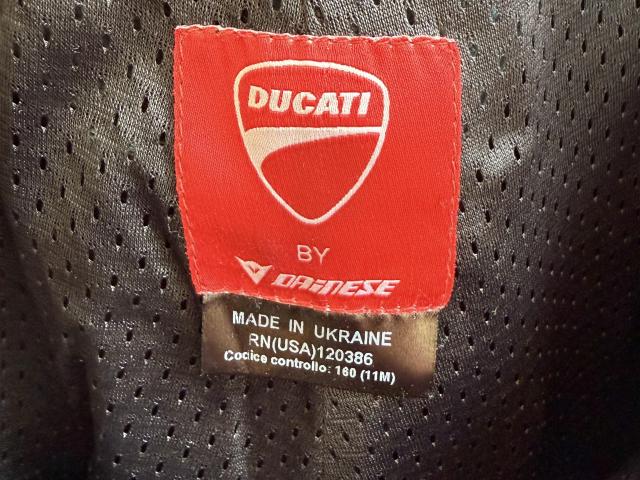 DUCATI
BY
DAINESE
MADE IN UKRAINE
RN(USA)120386
Codice controllo: 160 (11M)